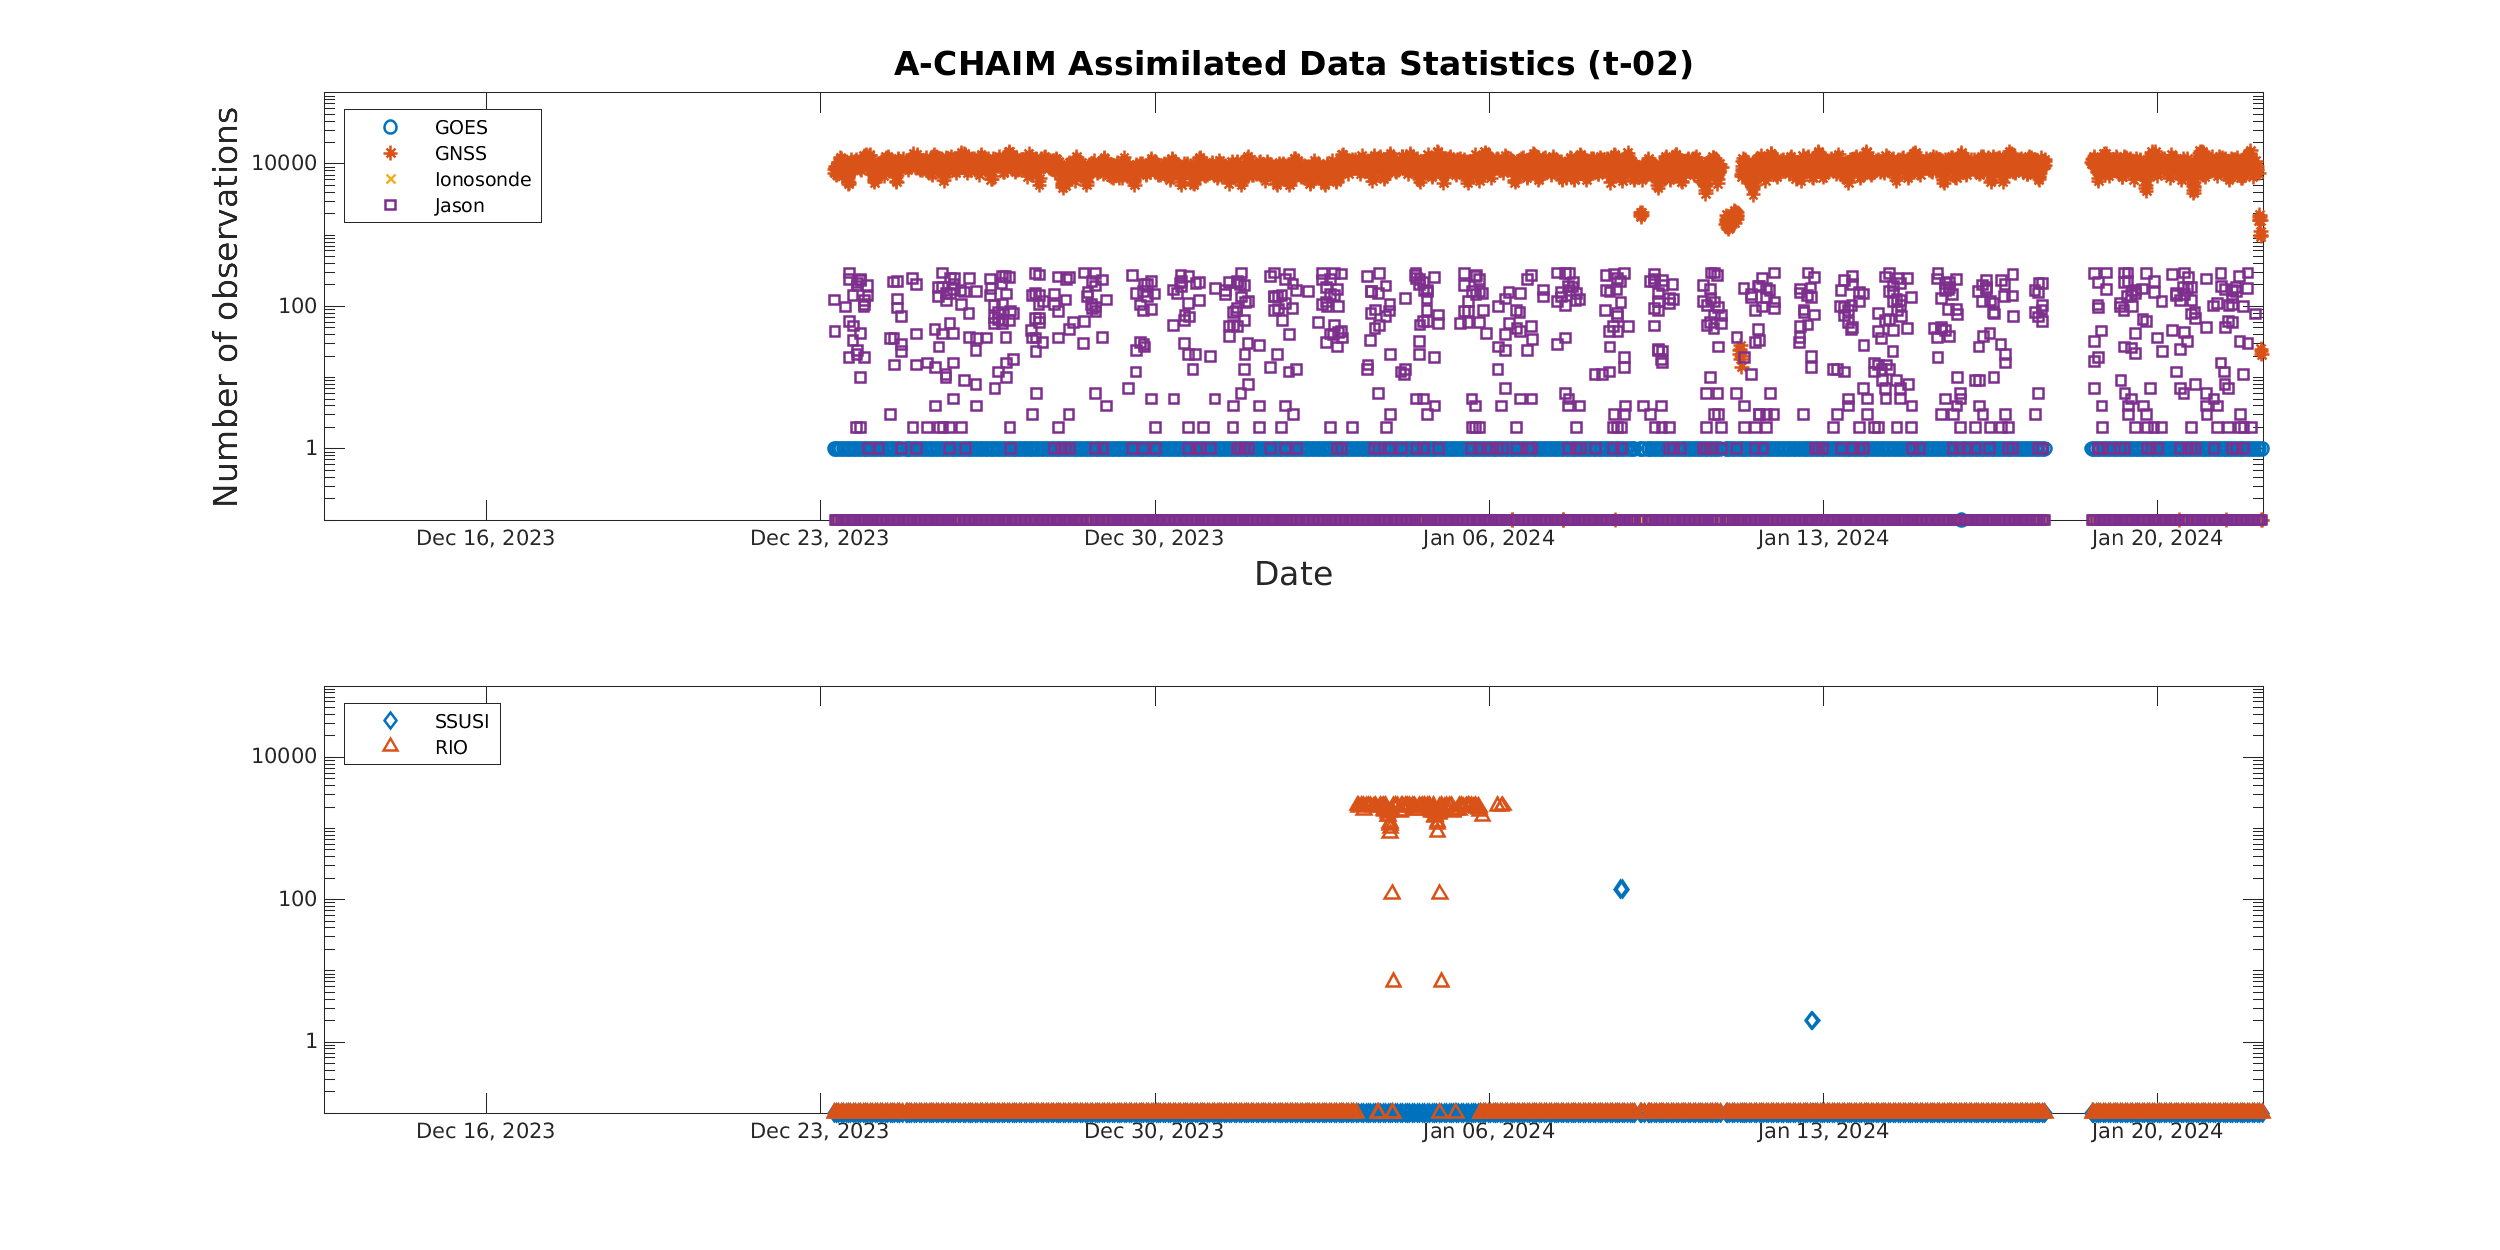 A-CHAIM Assimilated Data Statistics (t-02)
Number of observations
10000
100
1
GOES
GNSS
Ionosonde
Jason
Dec 16, 2023
Dec 23, 2023
Dec 30, 2023
Jan 06, 2024
Jan 13, 2024
Jan 20, 2024
Date
10000
100
1
SSUSI
RIO
Dec 16, 2023
Dec 23, 2023
Dec 30, 2023
Jan 06, 2024
Jan 13, 2024
Jan 20, 2024